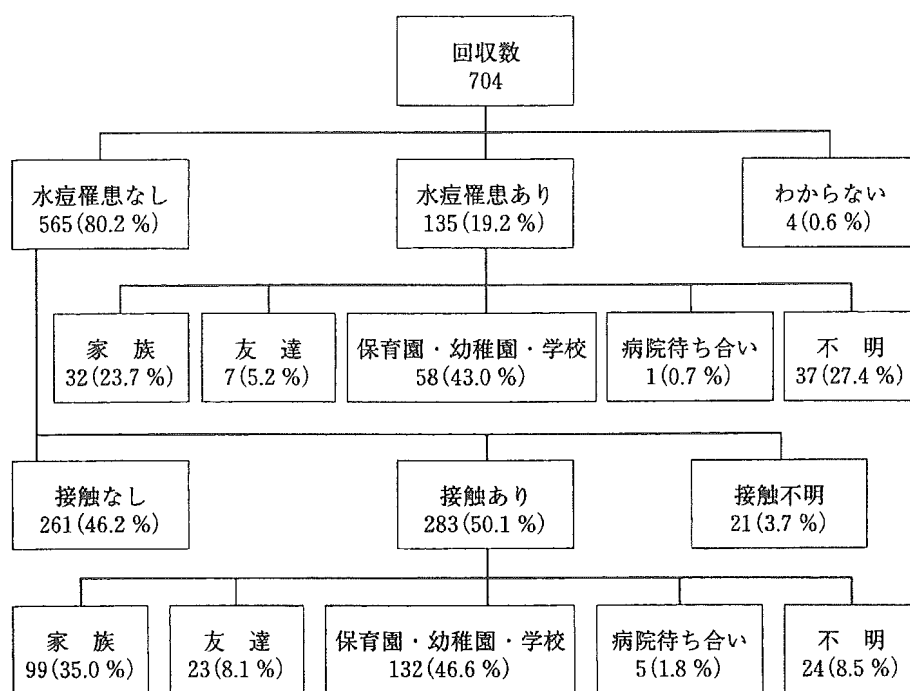 回収数
704
水痘罹患なし
565(80.2 %)
水痘罹患あり
135(19.2 %)
わからない
4(0.6 %)
家 族
32(23.7 %)
友 達
7(5.2 %)
保育園・幼稚園・学校
58(43.0 %)
病院待ち合い
1(0.7 %)
不 明
37(27.4 %)
接触なし
261(46.2 %)
接触あり
283(50.1 %)
接触不明
21(3.7 %)
家 族
99(35.0 %)
友 達
23(8.1 %)
保育園・幼稚園・学校
132(46.6 %)
病院待ち合い
5(1.8 %)
不 明
24(8.5 %)